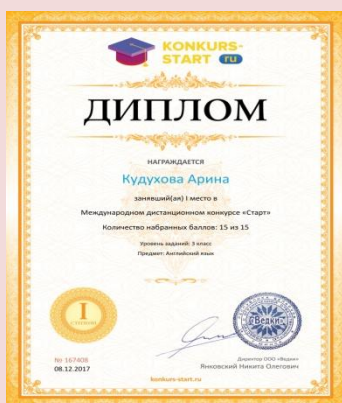 KONKURS-
START ru
ДИПЛОМ
НАГРАЖДАЕТСЯ
Кудухова Арина
занявший(ая) I место в
Международном дистанционном конкурсе «Старт»
Количество набранных баллов: 15 из 15
Уровень заданий: 3 класс
Предмет: Английский язык
I
СТЕПЕНИ
«Ведки»
№ 167408
08.12.2017
Директор ООО «Ведки»
Янковский Никита Олегович
konkurs-start.ru